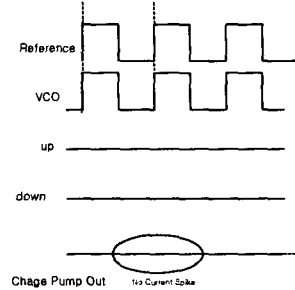 Reference
VCO
up
down
Chage Pump Out
No Current Spike